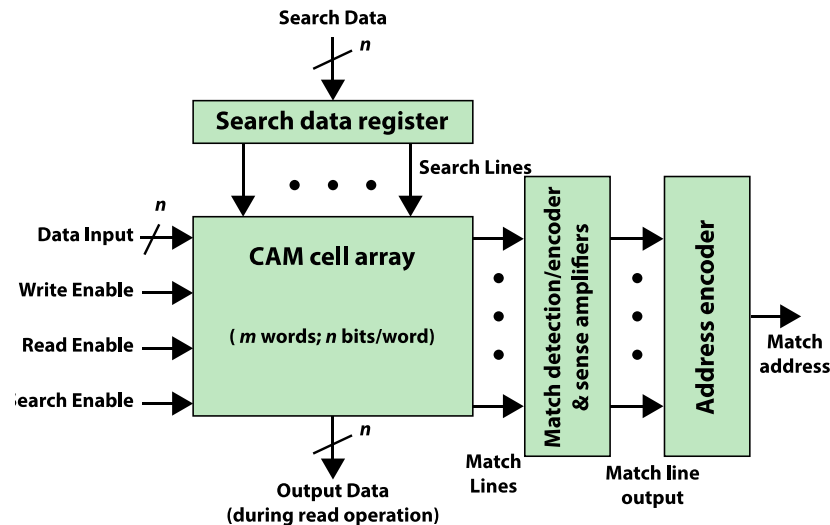 Search Data
n
Search data register
Search Lines
n
Data Input
Write Enable
Read Enable
Search Enable
CAM cell array
( m words; n bits/word)
n
Output Data
(during read operation)
Match
Lines
Match detection/encoder
& sense amplifiers
Match line
output
Address encoder
Match
address